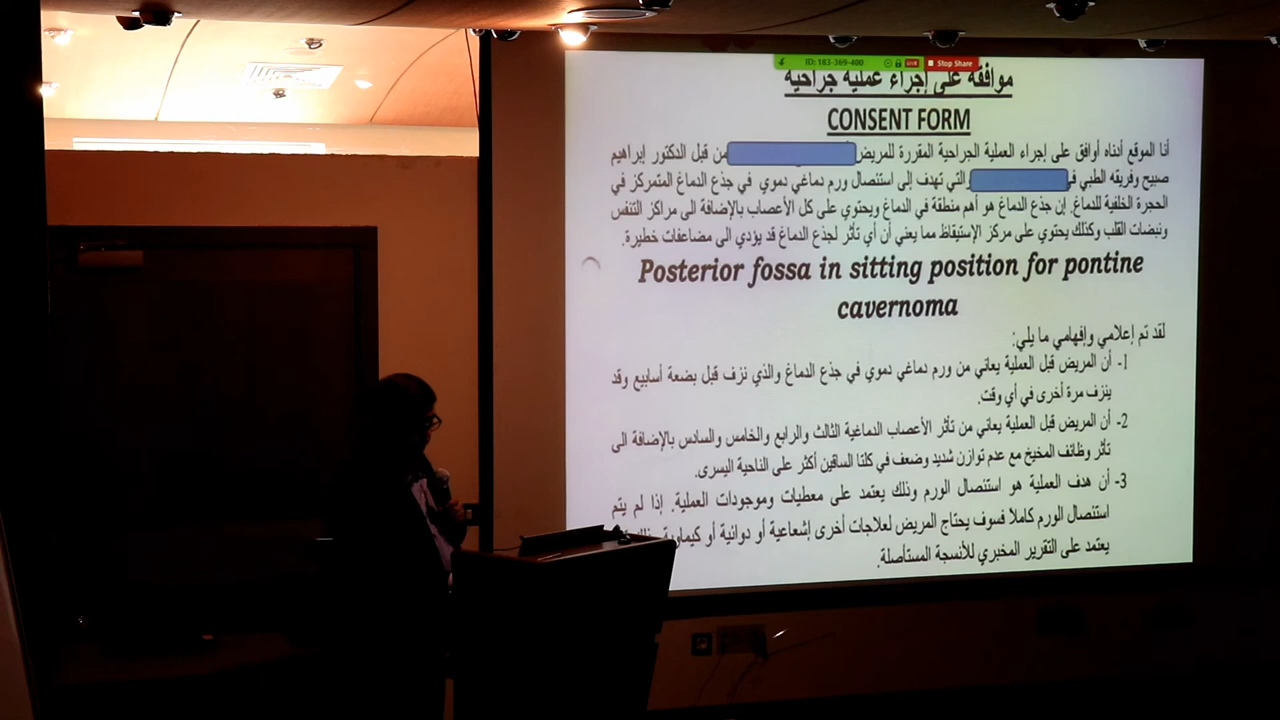 ID: 183-369-400 LIVE Stop Share
موافقة على إجراء عملية جراحية
CONSENT FORM
أنا الموقع أدناه أوافق على إجراء العملية الجراحية المقررة للمريض من قبل الدكتور إبراهيم
صبيح وفريقه الطبي في والتي تهدف إلى استئصال ورم دماغي دموي في جذع الدماغ المتمركز في
الحجرة الخلفية للدماغ. إن جذع الدماغ هو أهم منطقة في الدماغ ويحتوي على كل الأعصاب بالإضافة الى مراكز التنفس
ونبضات القلب وكذلك يحتوي على مركز الإستيقاظ مما يعني أن أي تأثر لجذع الدماغ قد يؤدي الى مضاعفات خطيرة.
Posterior fossa in sitting position for pontine
cavernoma
لقد تم إعلامي وإفهامي ما يلي:
1- أن المريض قبل العملية يعاني من ورم دماغي دموي في جذع الدماغ والذي نزف قبل بضعة أسابيع وقد
ينزف مرة أخرى في أي وقت.
2- أن المريض قبل العملية يعاني من تأثر الأعصاب الدماغية الثالث والرابع والخامس والسادس بالإضافة الى
تأثر وظائف المخيخ مع عدم توازن شديد وضعف في كلتا الساقين أكثر على الناحية اليسرى.
3- أن هدف العملية هو استئصال الورم وذلك يعتمد على معطيات وموجودات العملية. إذا لم يتم
استئصال الورم كاملا فسوف يحتاج المريض لعلاجات أخرى إشعاعية أو دوائية أو كيماوية
يعتمد على التقرير المخبري للأنسجة المستأصلة.